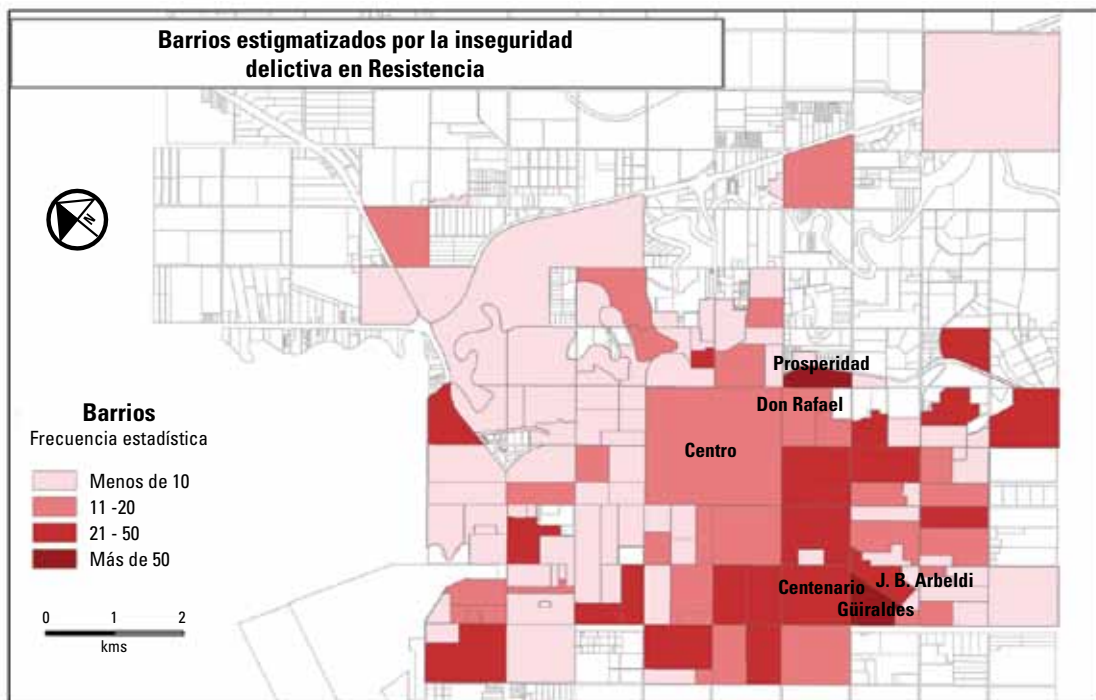 Barrios estigmatizados por la inseguridad
delictiva en Resistencia
N
Prosperidad
Don Rafael
Centro
Centenario
J. B. Arbeldi
Güiraldes
Barrios
Frecuencia estadística
Menos de 10
11 -20
21 - 50
Más de 50
0 1 2
kms